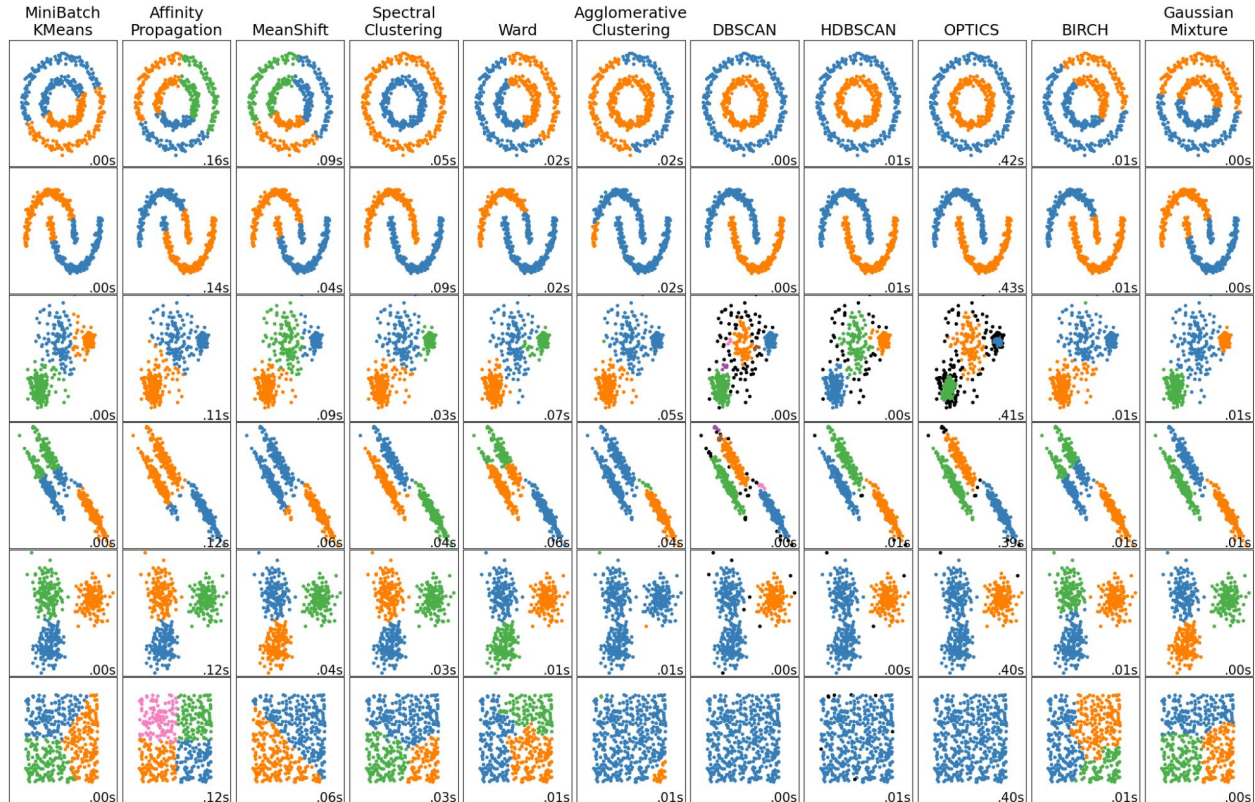 MiniBatch
KMeans
Affinity
Propagation
MeanShift
Spectral
Clustering
Ward
Agglomerative
Clustering
DBSCAN
HDBSCAN
OPTICS
BIRCH
Gaussian
Mixture
.00s .16s .09s .05s .02s .02s .00s .01s .42s .01s .00s
.00s .14s .04s .09s .02s .02s .00s .01s .43s .01s .00s
.00s .11s .09s .03s .07s .05s .00s .00s .41s .01s .00s
.00s .12s .06s .04s .06s .04s .00s .01s .39s .01s .01s
.00s .12s .04s .03s .01s .01s .00s .00s .40s .01s .00s
.00s .12s .06s .03s .01s .01s .00s .00s .40s .01s .00s